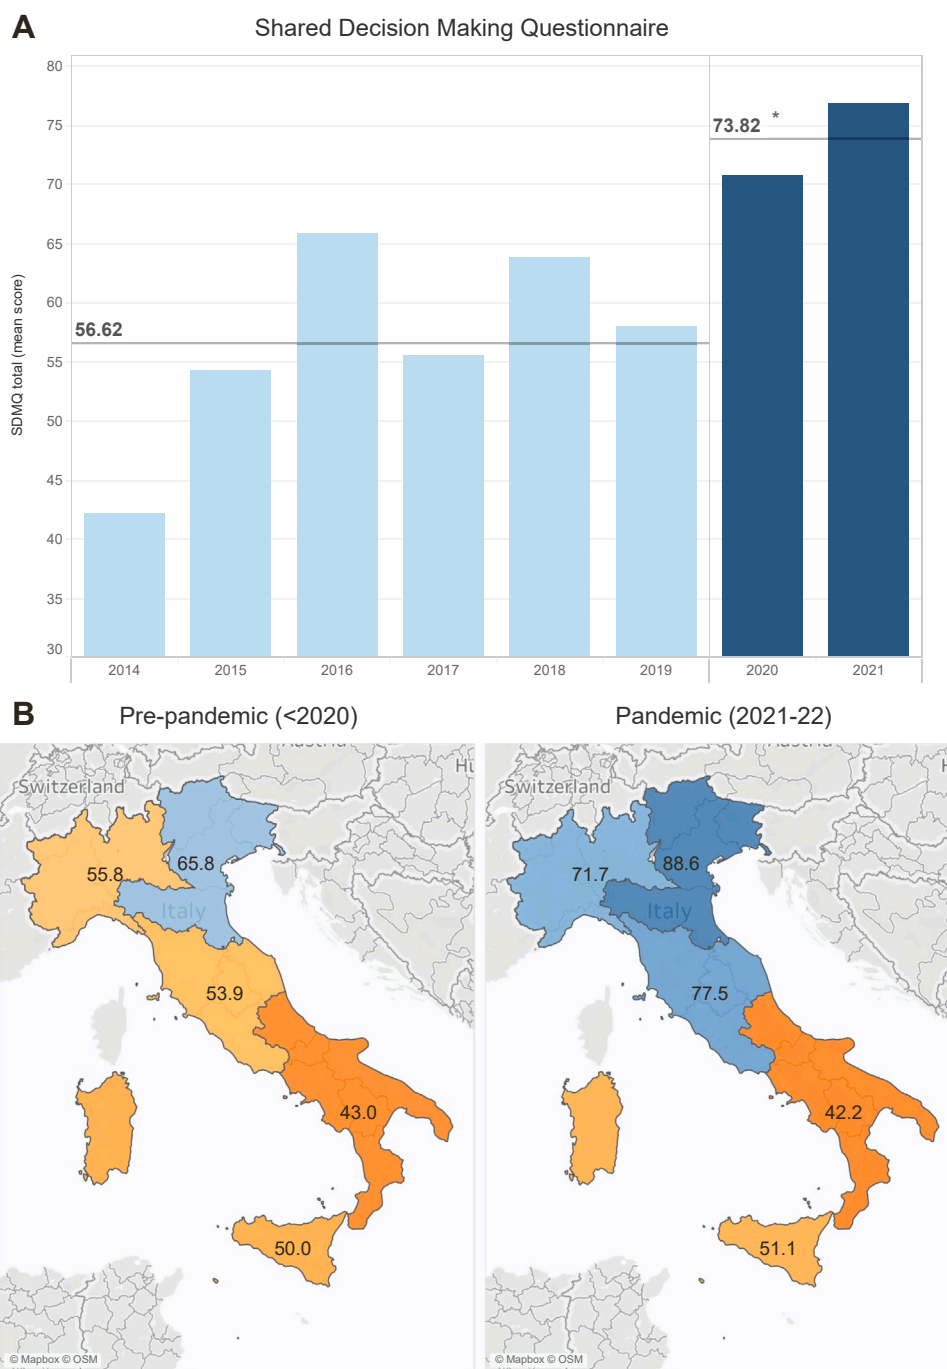 A
Shared Decision Making Questionnaire
80
75
70
65
60
55
50
45
40
35
30
SDMQ total (mean score)
56.62
73.82 *
2014 2015 2016 2017 2018 2019 2020 2021
B
Pre-pandemic (<2020)
Pandemic (2021-22)
Austria
Hu
Switzerland
55.8
65.8
Italy
53.9
43.0
50.0
© Mapbox © OSM
Austria
H
Switzerland
71.7
88.6
Italy
77.5
42.2
51.1
© Mapbox © OSM